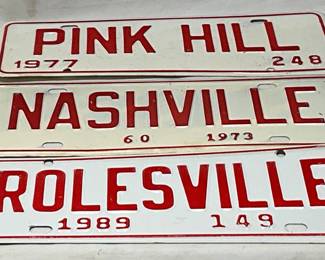 PINK HILL
1977 248
NASHVILLE
60 1973
ROLESVILLE
1989 149